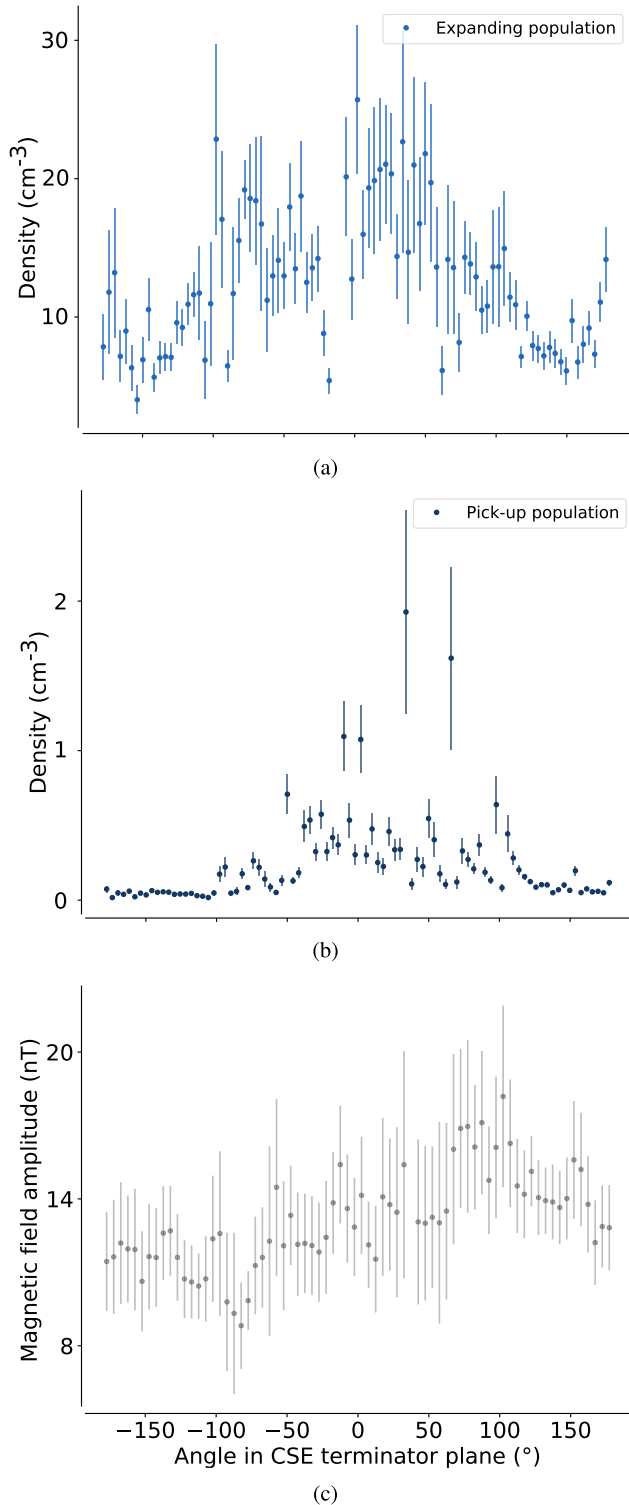 Expanding population
30
20
10
Density (cm-3)
(a)
Pick-up population
2
1
0
Density (cm-3)
(b)
20
14
8
Magnetic field amplitude (nT)
−150 −100 −50 0 50 100 150
Angle in CSE terminator plane (°)
(c)